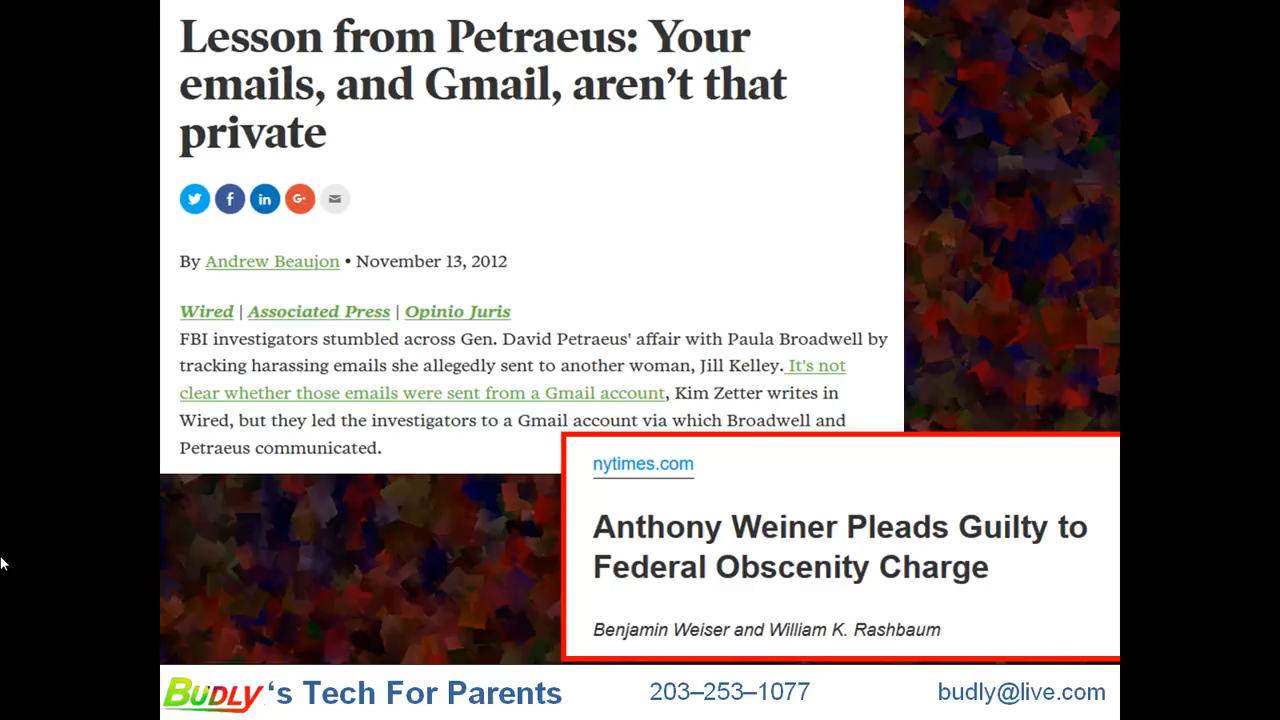 Lesson from Petraeus: Your
emails, and Gmail, aren’t that
private
By Andrew Beaujon • November 13, 2012
Wired | Associated Press | Opinio Juris
FBI investigators stumbled across Gen. David Petraeus' affair with Paula Broadwell by
tracking harassing emails she allegedly sent to another woman, Jill Kelley. It's not
clear whether those emails were sent from a Gmail account, Kim Zetter writes in
Wired, but they led the investigators to a Gmail account via which Broadwell and
Petraeus communicated.
nytimes.com
Anthony Weiner Pleads Guilty to
Federal Obscenity Charge
Benjamin Weiser and William K. Rashbaum
BUDLY‘s Tech For Parents
203–253–1077
budly@live.com